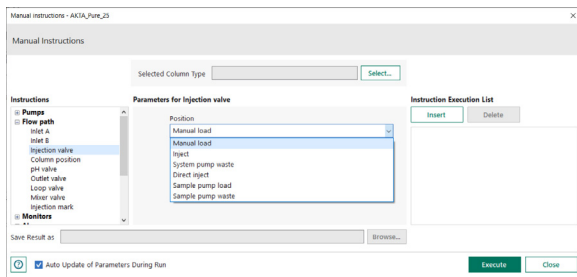 Manual instructions - AKTA_Pure_25
Manual Instructions
Selected Column Type
Select...
Instructions
Pumps
Flow path
Inlet A
Inlet B
Injection valve
Column position
pH valve
Outlet valve
Loop valve
Mixer valve
Injection mark
Monitors
Parameters for Injection valve
Position
Manual load
Manual load
Inject
System pump waste
Direct inject
Sample pump load
Sample pump waste
Instruction Execution List
Insert
Delete
Save Result as
Browse...
Auto Update of Parameters During Run
Execute
Close